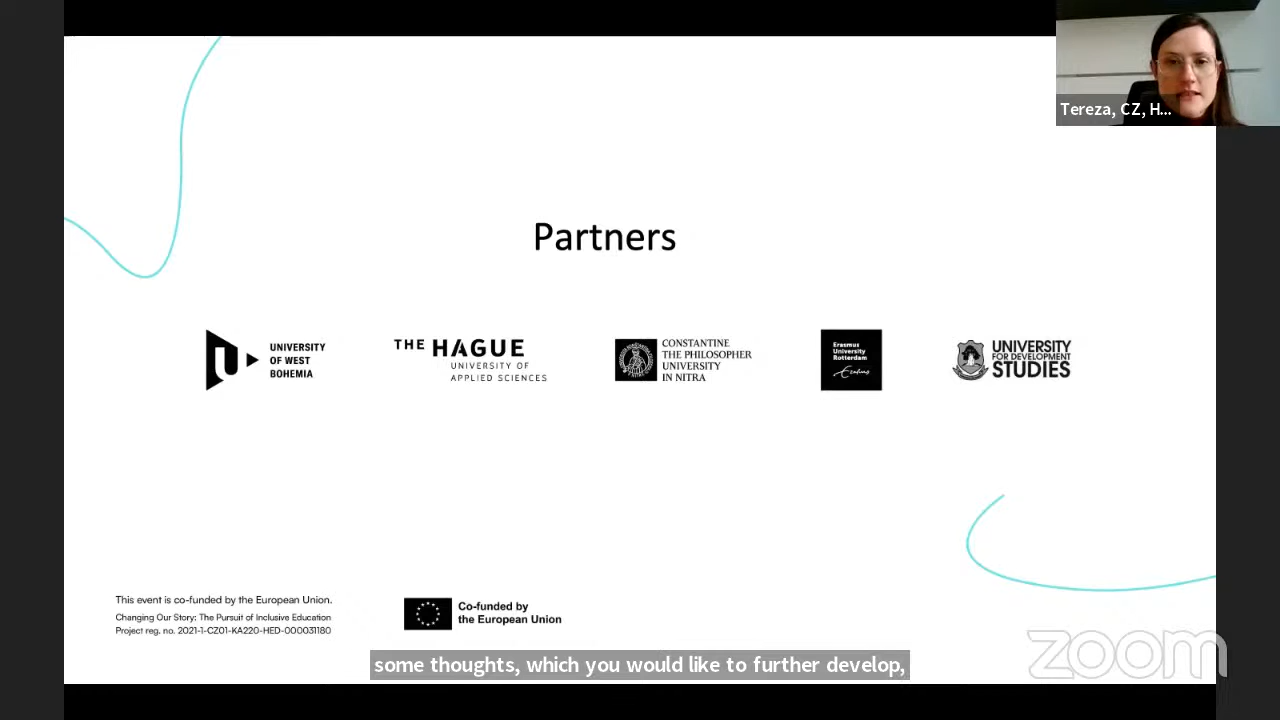 Tereza, CZ, H...
Partners
UNIVERSITY
OF WEST
BOHEMIA
THE HAGUE
UNIVERSITY OF
APPLIED SCIENCES
CONSTANTINE
THE PHILOSOPHER
UNIVERSITY
IN NITRA
Erasmus
University
Rotterdam
Erasmus
UNIVERSITY
FOR DEVELOPMENT
STUDIES
This event is co-funded by the European Union.
Changing Our Story: The Pursuit of Inclusive Education
Project reg. no. 2021-1-CZ01-KA220-HED-000031180
Co-funded by
the European Union
some thoughts, which you would like to further develop,
zoom